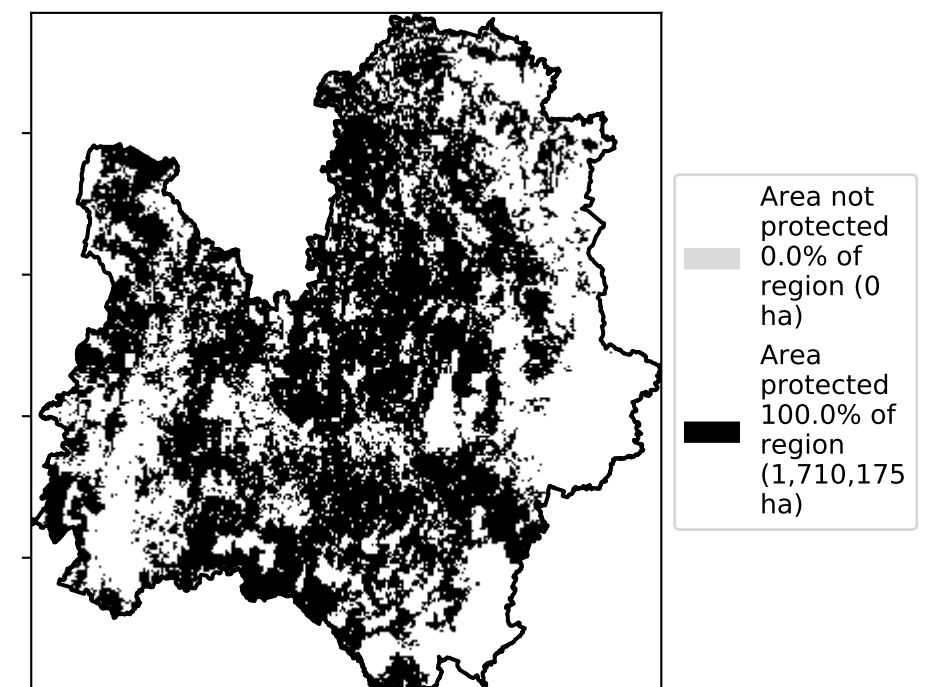 Area not
protected
0.0% of
region (0
ha)
Area
protected
100.0% of
region
(1,710,175
ha)